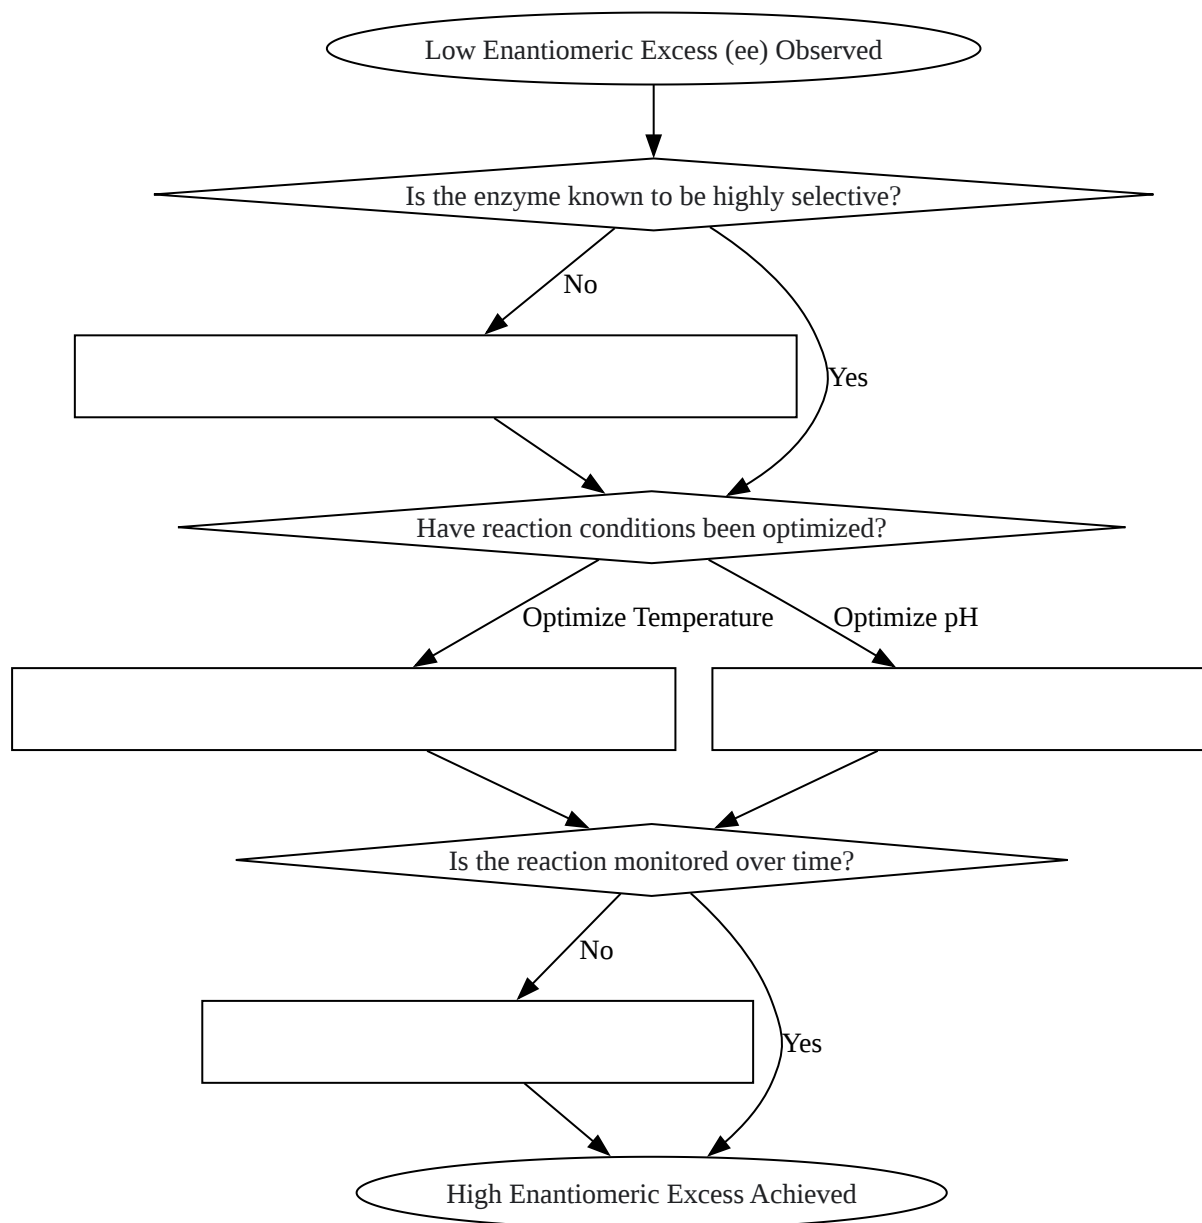 Low Enantiomeric Excess (ee) Observed
Is the enzyme known to be highly selective?
No
Yes
Have reaction conditions been optimized?
Optimize Temperature
Optimize pH
Is the reaction monitored over time?
No
Yes
High Enantiomeric Excess Achieved